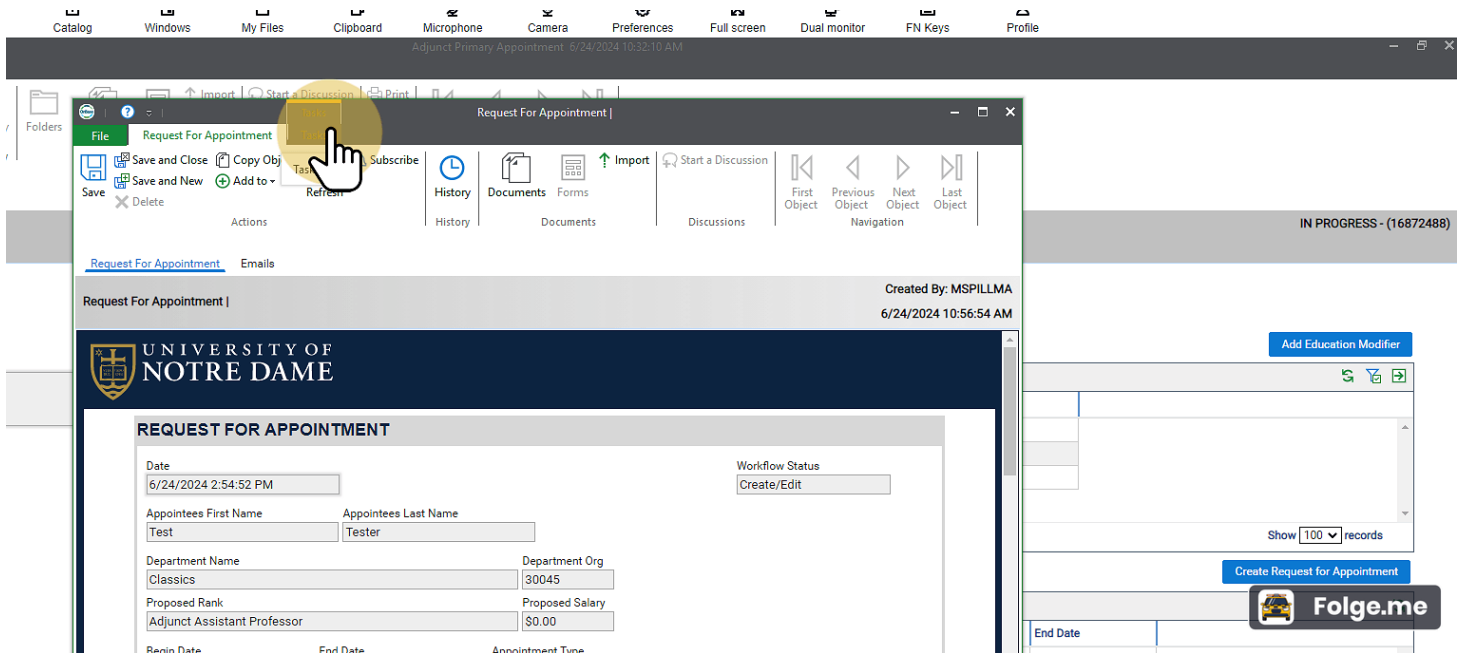 Catalog Windows My Files Clipboard Microphone Camera Preferences Full screen Dual monitor FN Keys Profile
Adjunct Primary Appointment 6/24/2024 10:32:10 AM
Import Start a Discussion Print
Folders
Request For Appointment |
File Request For Appointment Tasks
Save and Close Copy Obj Subscribe Import Start a Discussion
Save and New Add to Refresh
Save Delete History Documents Forms First Object Previous Object Next Object Last Object
Actions History Documents Discussions Navigation
IN PROGRESS - (16872488)
Request For Appointment Emails
Request For Appointment |
Created By: MSPILLMA
6/24/2024 10:56:54 AM
Add Education Modifier
UNIVERSITY OF
NOTRE DAME
REQUEST FOR APPOINTMENT
Date Workflow Status
6/24/2024 2:54:52 PM Create/Edit
Appointees First Name Appointees Last Name
Test Tester
Show 100 records
Department Name Department Org
Classics 30045
Create Request for Appointment
Proposed Rank Proposed Salary
Adjunct Assistant Professor $0.00
Folge.me
End Date
Begin Date End Date Appointment Type